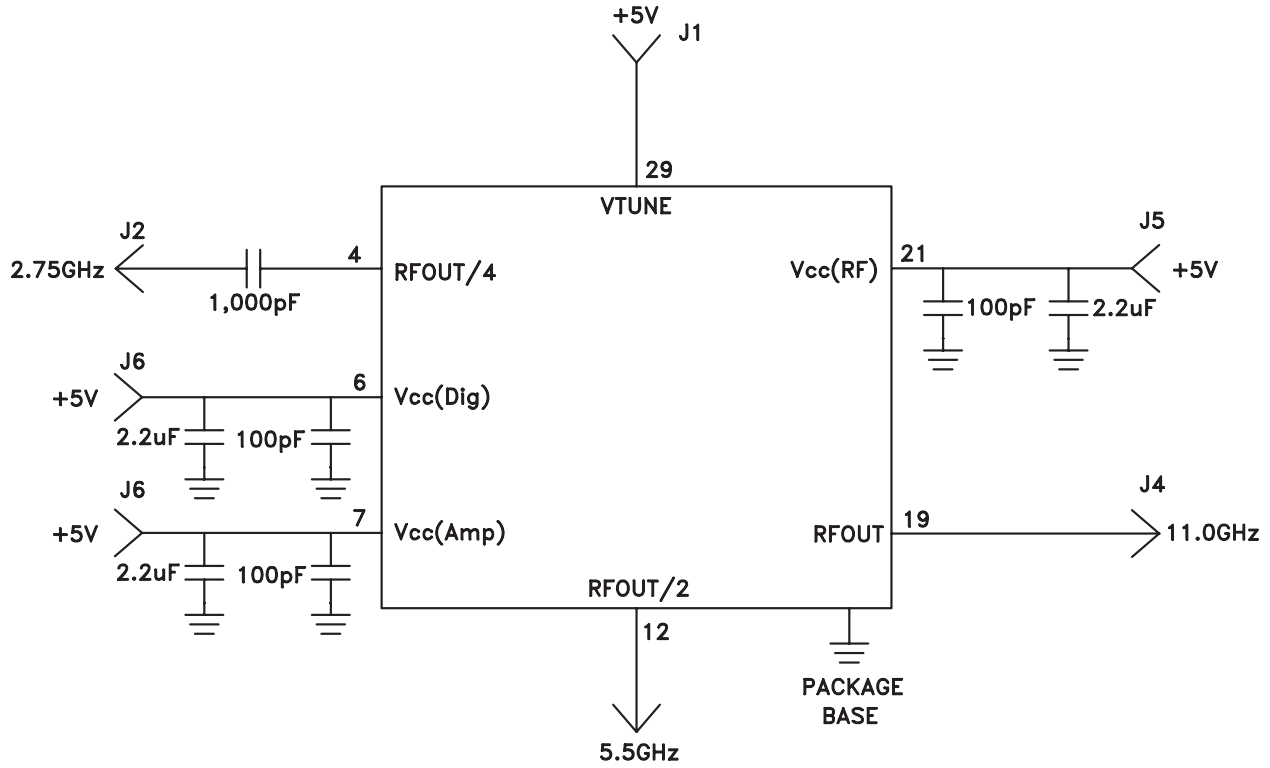 +5V
J1
29
VTUNE
J2
2.75GHz
1,000pF
4
RFOUT/4
Vcc(RF)
21
J5
+5V
100pF
2.2uF
J6
+5V
6
Vcc(Dig)
2.2uF
100pF
J6
+5V
7
Vcc(Amp)
2.2uF
100pF
RFOUT
19
J4
11.0GHz
RFOUT/2
12
5.5GHz
PACKAGE
BASE